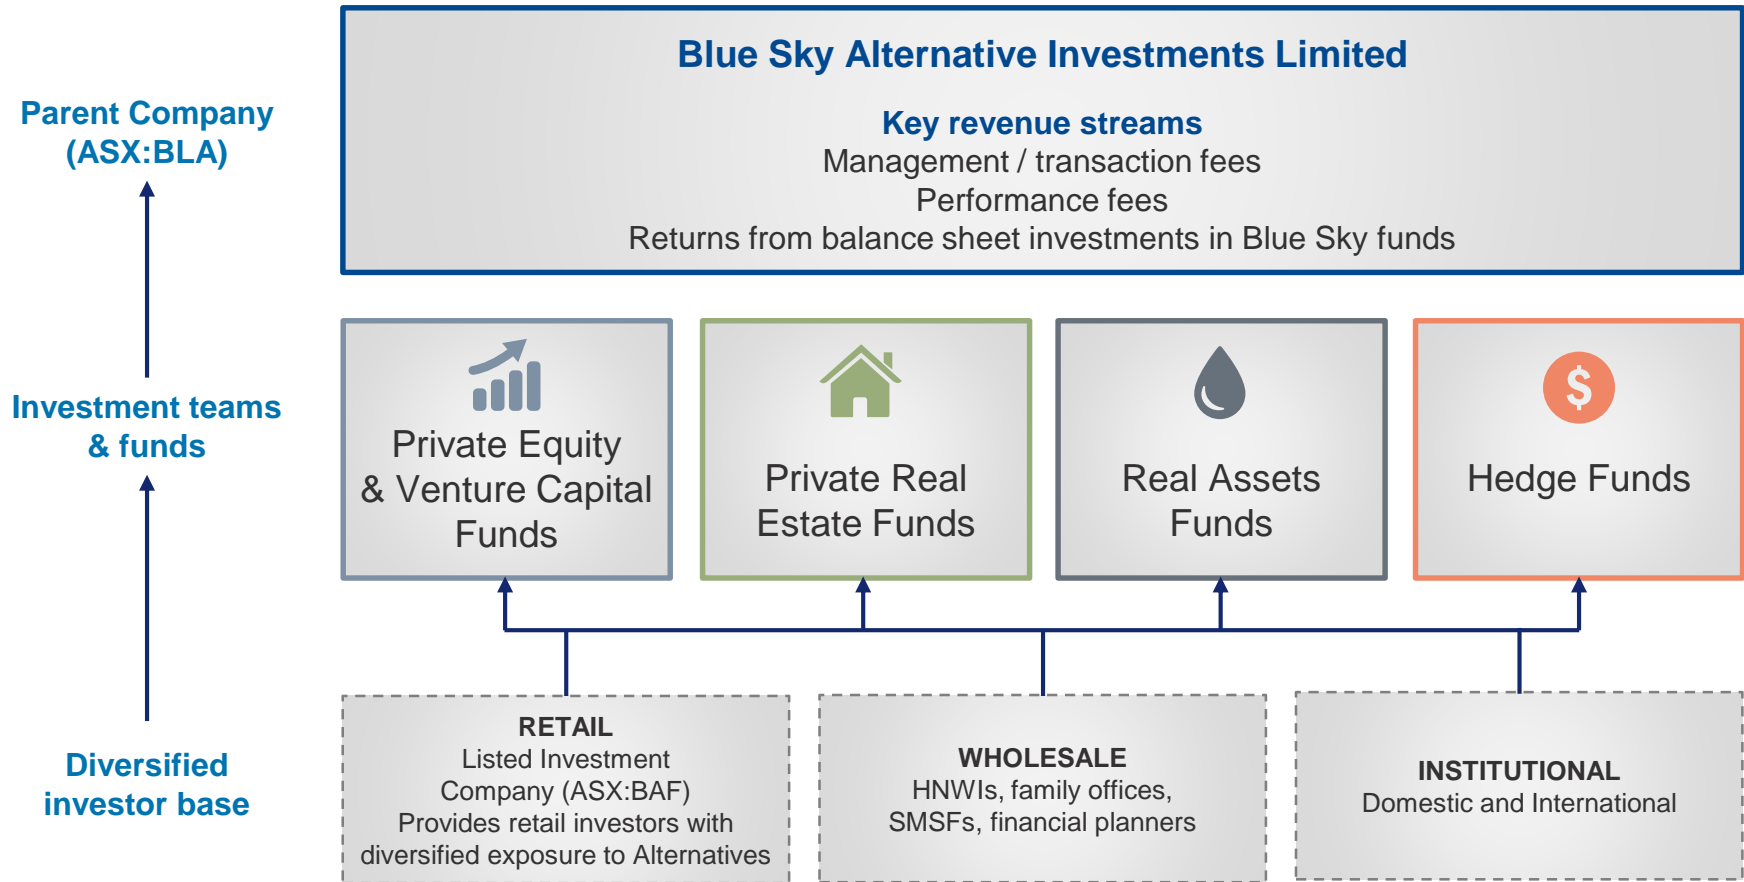 Blue Sky Alternative Investments Limited
Key revenue streams
Management / transaction fees
Performance fees
Returns from balance sheet investments in Blue Sky funds
Parent Company
(ASX:BLA)
Investment teams
& funds
Private Equity
& Venture Capital
Funds
Private Real
Estate Funds
Real Assets
Funds
$
Hedge Funds
Diversified
investor base
RETAIL
Listed Investment
Company (ASX:BAF)
Provides retail investors with
diversified exposure to Alternatives
WHOLESALE
HNWIs, family offices,
SMSFs, financial planners
INSTITUTIONAL
Domestic and International